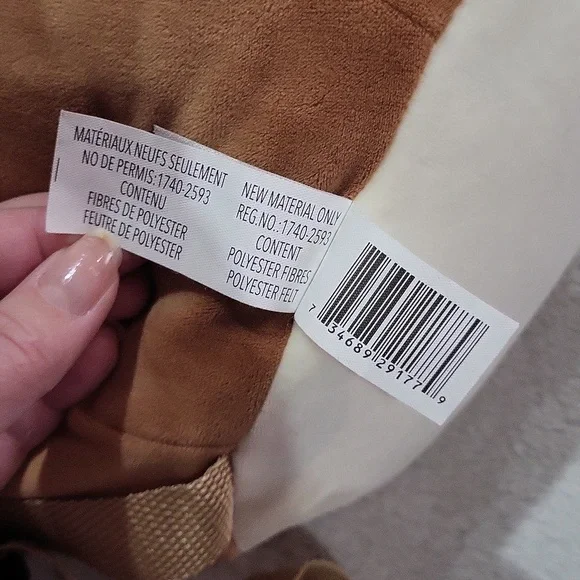 MATÉRIAUX NEUFS SEULEMENT
NO DE PERMIS:1740-2593
CONTENU
FIBRES DE POLYESTER
FEUTRE DE POLYESTER
NEW MATERIAL ONLY
REG.NO.:1740-2593
CONTENT
POLYESTER FIBRES
POLYESTER FELT
7 34689 29177 9